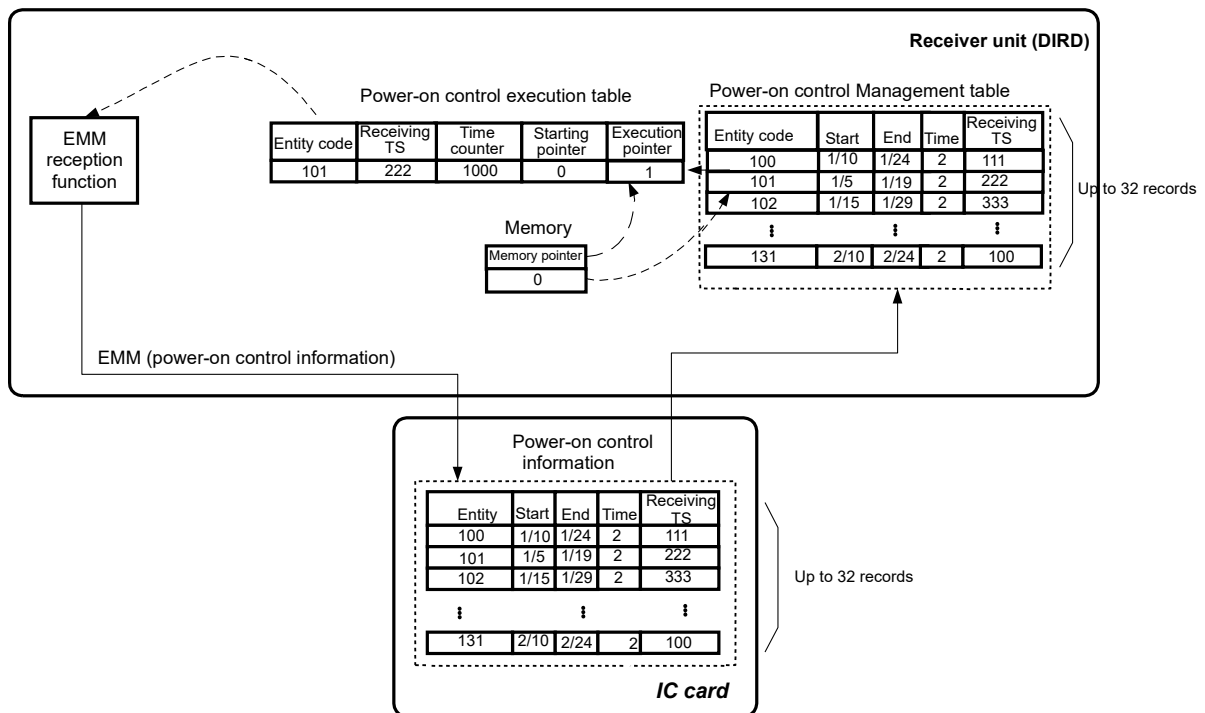 Receiver unit (DIRD)
Power-on control execution table
Power-on control Management table
EMM
reception
function
Entity code Receiving TS Time counter Starting pointer Execution pointer
101 222 1000 0 1
Entity code Start End Time Receiving TS
100 1/10 1/24 2 111
101 1/5 1/19 2 222
102 1/15 1/29 2 333
131 2/10 2/24 2 100
Up to 32 records
Memory
Memory pointer
0
EMM (power-on control information)
Power-on control
information
Entity Start End Time Receiving TS
100 1/10 1/24 2 111
101 1/5 1/19 2 222
102 1/15 1/29 2 333
131 2/10 2/24 2 100
Up to 32 records
IC card